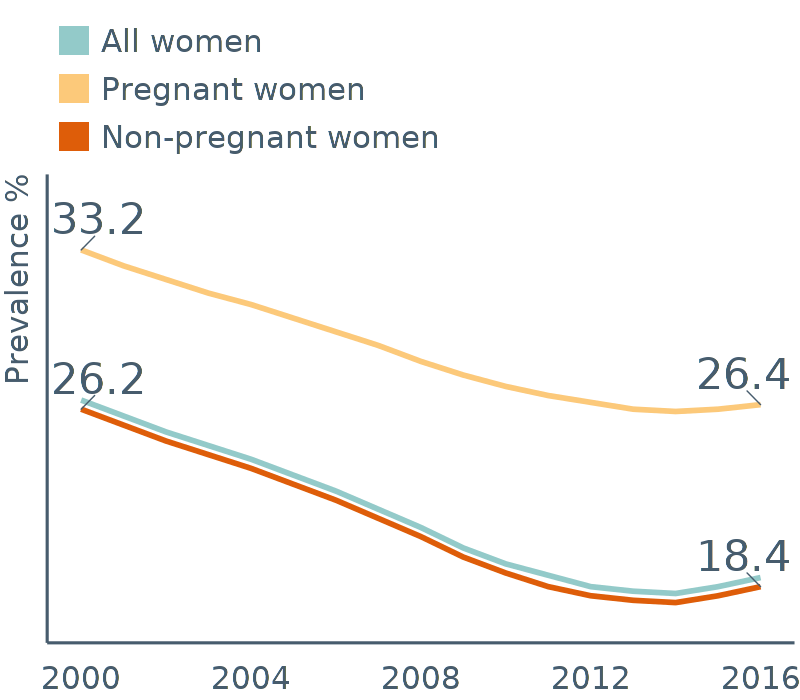 All women
Pregnant women
Non-pregnant women
Prevalence %
33.2
26.2
26.4
18.4
2000 2004 2008 2012 2016